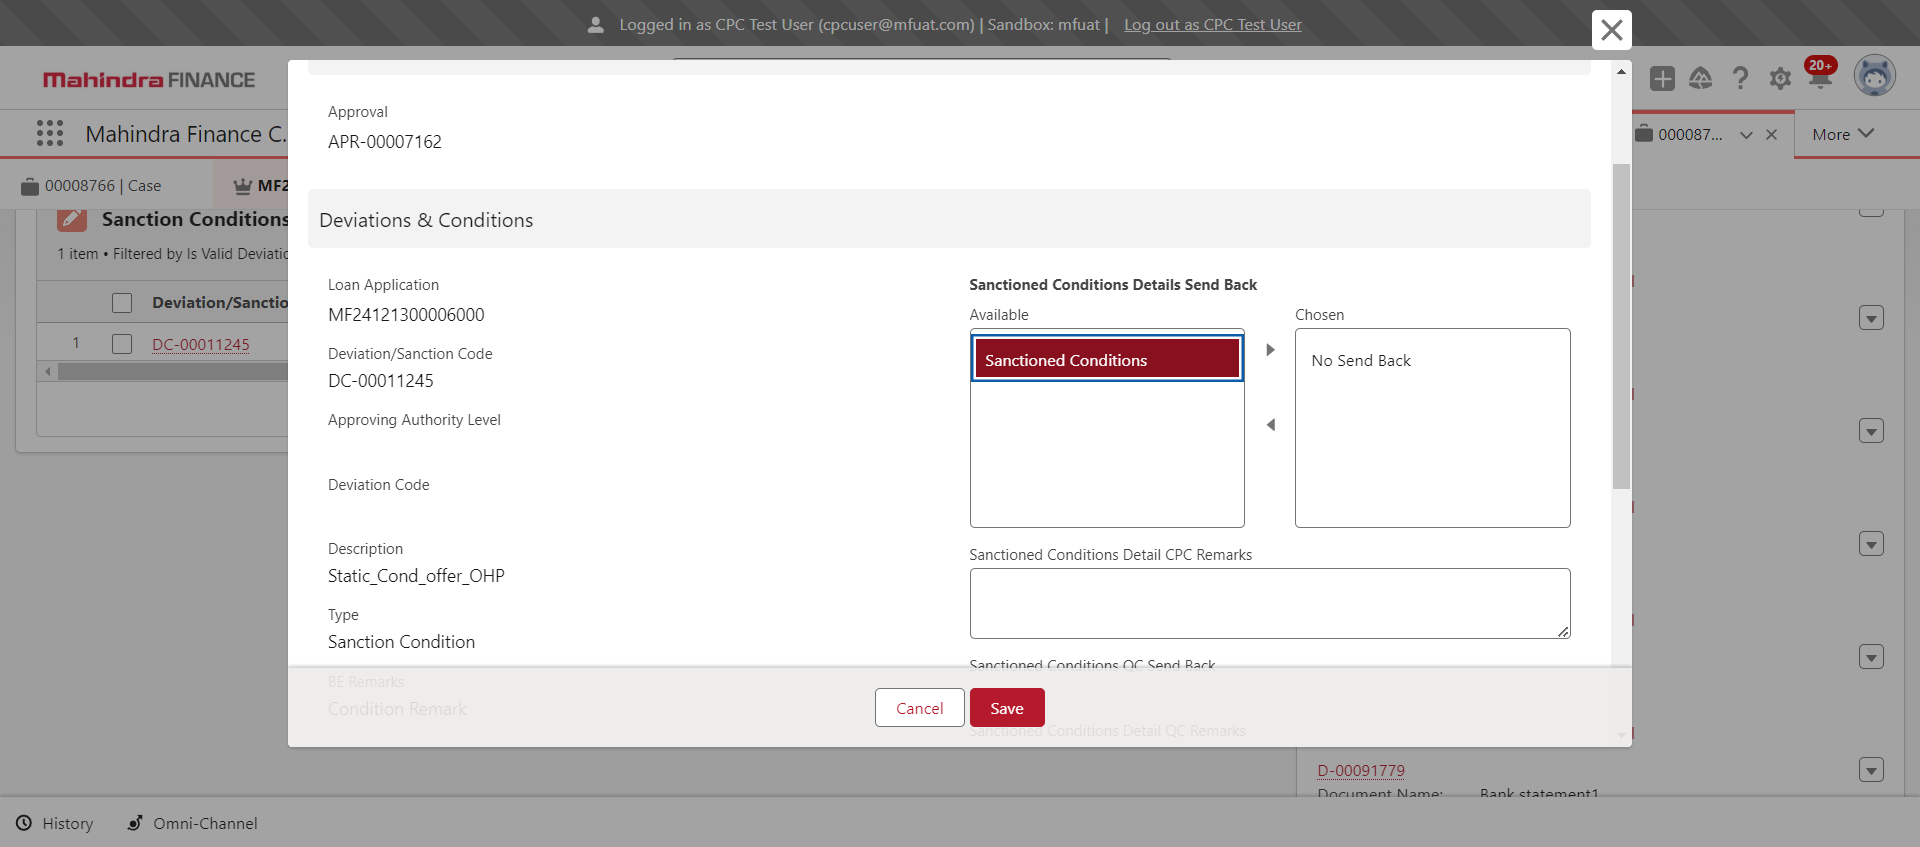 Logged in as CPC Test User (cpcuser@mfuat.com) | Sandbox: mfuat | Log out as CPC Test User
Mahindra FINANCE
20+
Mahindra Finance C...
000087...
More
00008766 | Case
MF2
Sanction Conditions
1 item • Filtered by Is Valid Deviatio
Deviation/Sanctio
1 DC-00011245
Approval
APR-00007162
Deviations & Conditions
Loan Application
MF24121300006000
Deviation/Sanction Code
DC-00011245
Approving Authority Level
Deviation Code
Description
Static_Cond_offer_OHP
Type
Sanction Condition
BE Remarks
Condition Remark
Sanctioned Conditions Details Send Back
Available
Chosen
Sanctioned Conditions
No Send Back
Sanctioned Conditions Detail CPC Remarks
Sanctioned Conditions QC Send Back
Sanctioned Conditions Detail QC Remarks
Cancel
Save
D-00091779
Document Name: Bank statement1
History
Omni-Channel